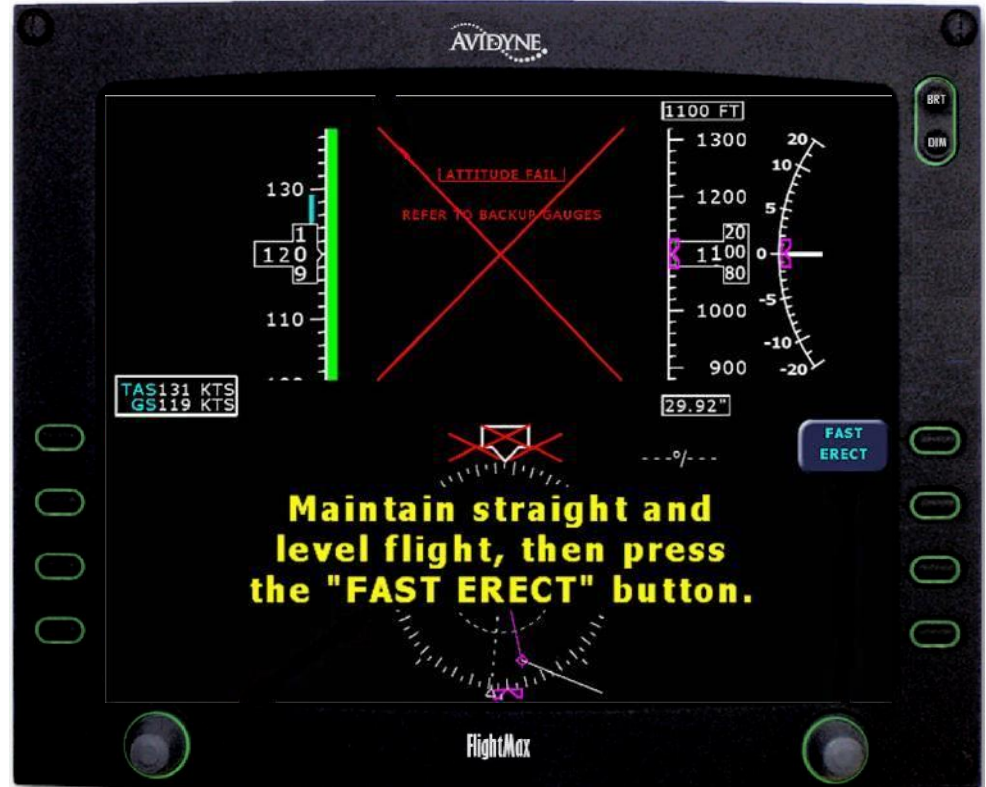 AVIDYNE
BRT
DIM
1100 FT
ATTITUDE FAIL
REFER TO BACKUP GAUGES
130
1
120
9
110
1300
1200
20
1100
80
1000
900
20
10
5
0
-5
-10
-20
TAS131 KTS
GS119 KTS
29.92"
---°/---
FAST
ERECT
Maintain straight and
level flight, then press
the "FAST ERECT" button.
FlightMax